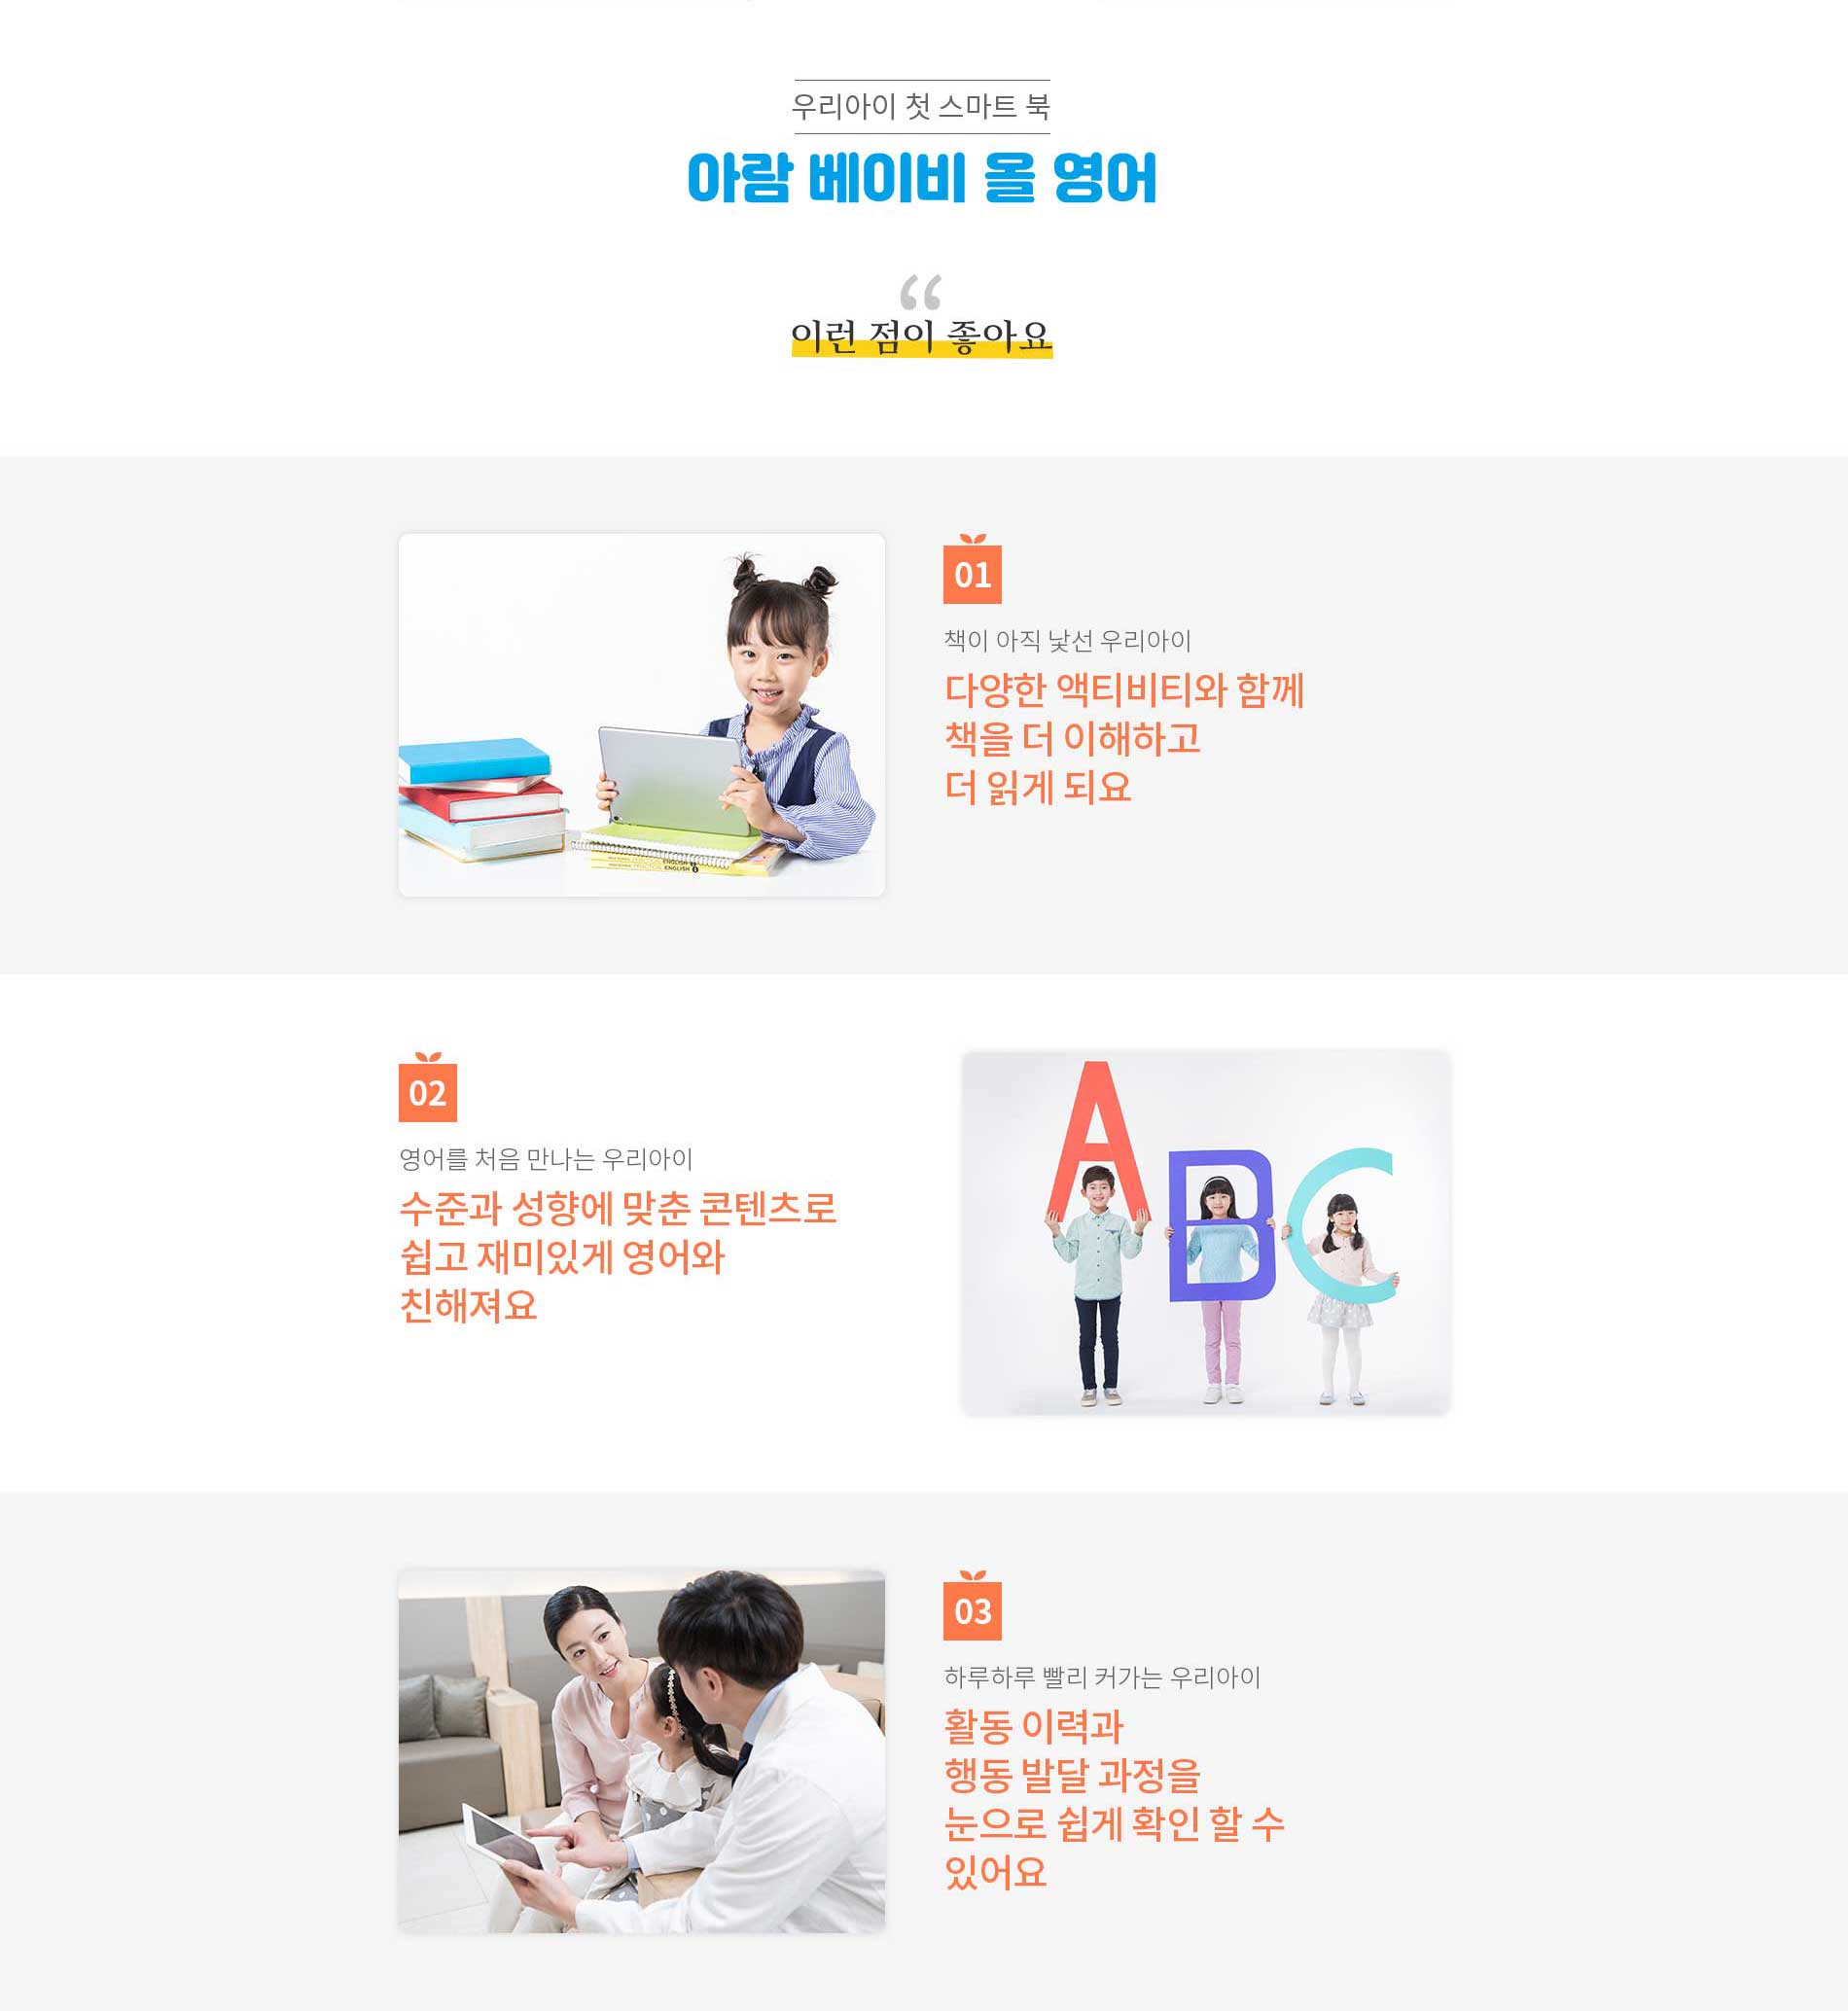 우리아이 첫 스마트 북
아람 베이비 올 영어
“
이런 점이 좋아요
01
책이 아직 낯선 우리아이
다양한 액티비티와 함께
책을 더 이해하고
더 읽게 되요
ENGLISH
ENGLISH
02
영어를 처음 만나는 우리아이
수준과 성향에 맞춘 콘텐츠로
쉽고 재미있게 영어와
친해져요
A
B
C
03
하루하루 빨리 커가는 우리아이
활동 이력과
행동 발달 과정을
눈으로 쉽게 확인 할 수
있어요